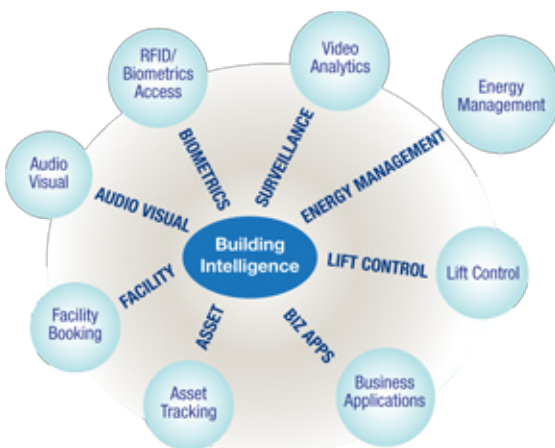 RFID/
Biometrics
Access
Video
Analytics
Energy
Management
Audio
Visual
BIOMETRICS
SURVEILLANCE
ENERGY MANAGEMENT
AUDIO VISUAL
Building
Intelligence
LIFT CONTROL
Lift Control
FACILITY
Facility
Booking
ASSET
BIZ APPS
Asset
Tracking
Business
Applications